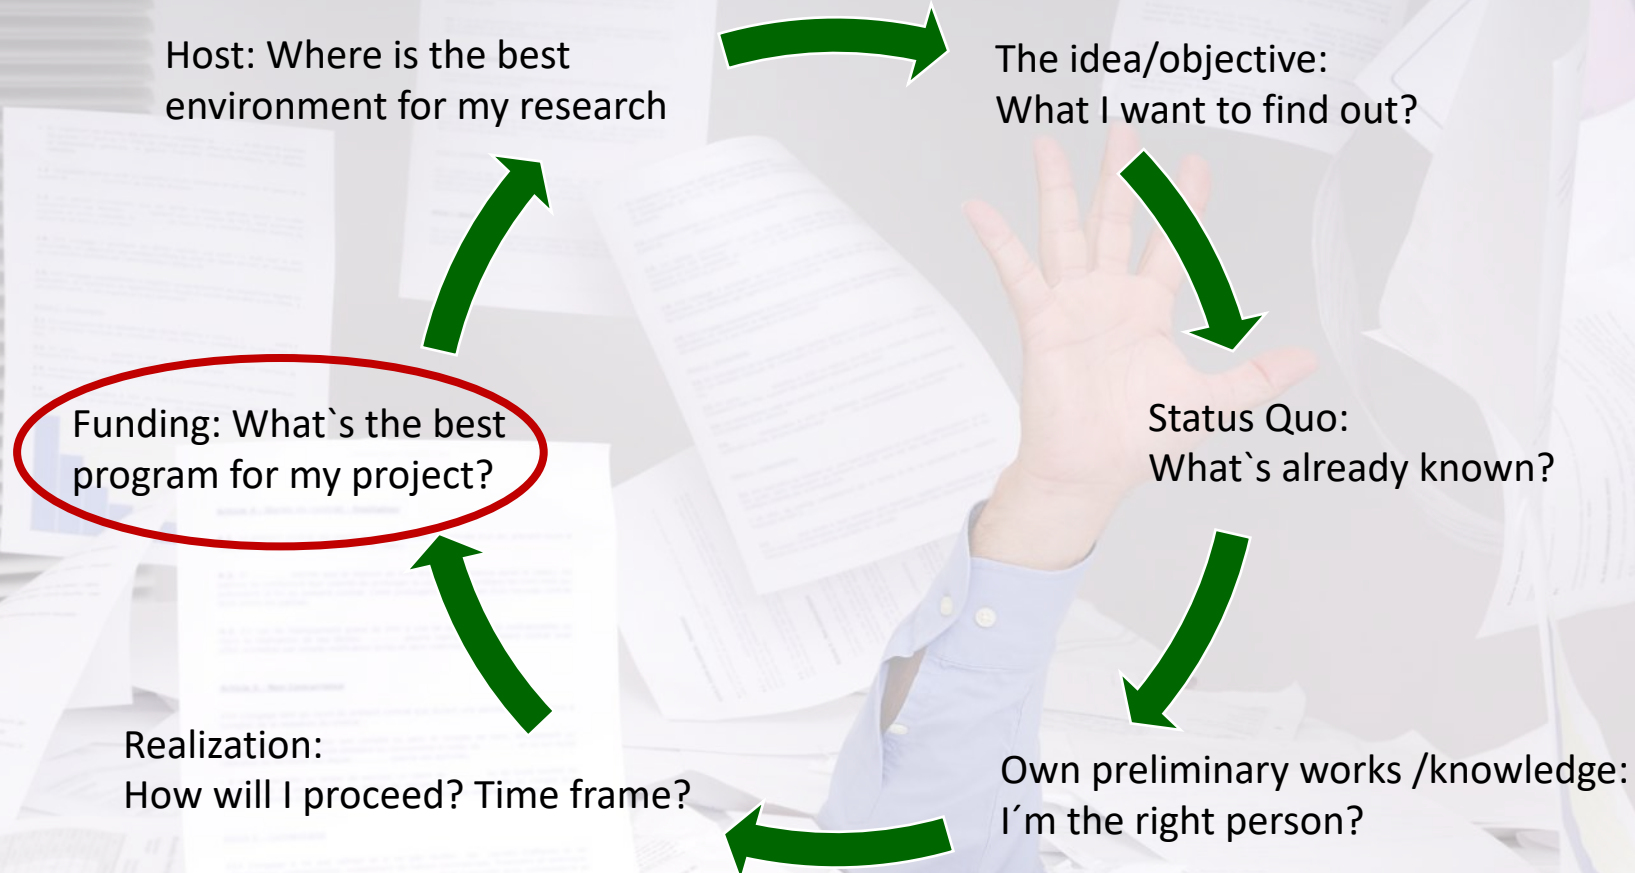 Host: Where is the best
environment for my research
The idea/objective:
What I want to find out?
Status Quo:
What`s already known?
Own preliminary works /knowledge:
I´m the right person?
Realization:
How will I proceed? Time frame?
Funding: What`s the best
program for my project?